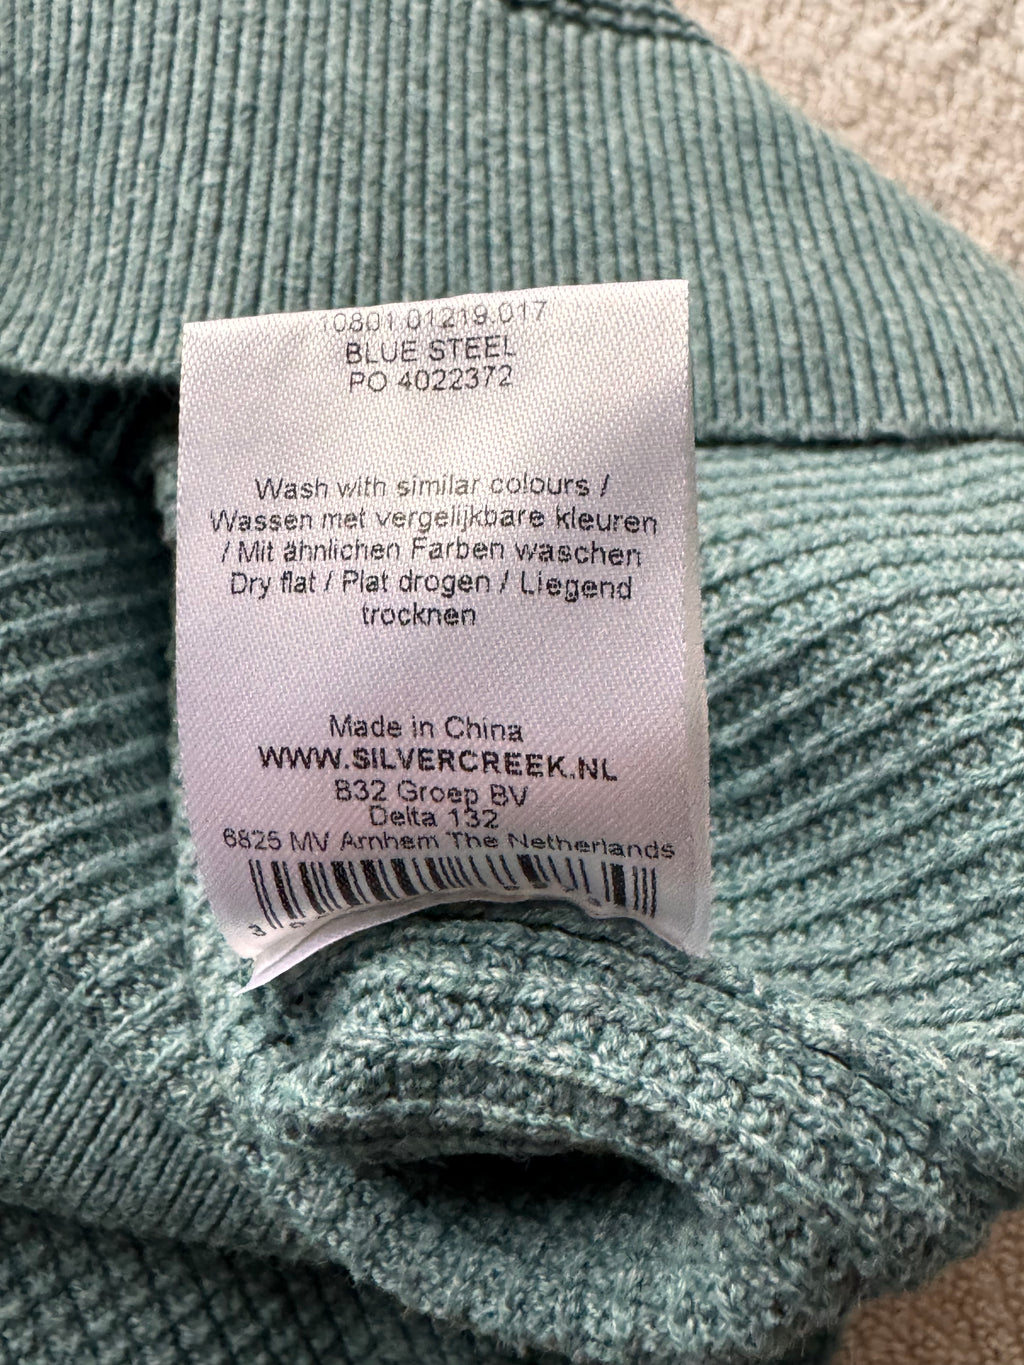 10801.01219.017
BLUE STEEL
PO 4022372
Wash with similar colours /
Wassen met vergelijkbare kleuren
/ Mit ähnlichen Farben waschen
Dry flat / Plat drogen / Liegend
trocknen
Made in China
WWW.SILVERCREEK.NL
B32 Groep BV
Delta 132
6825 MV Arnhem The Netherlands